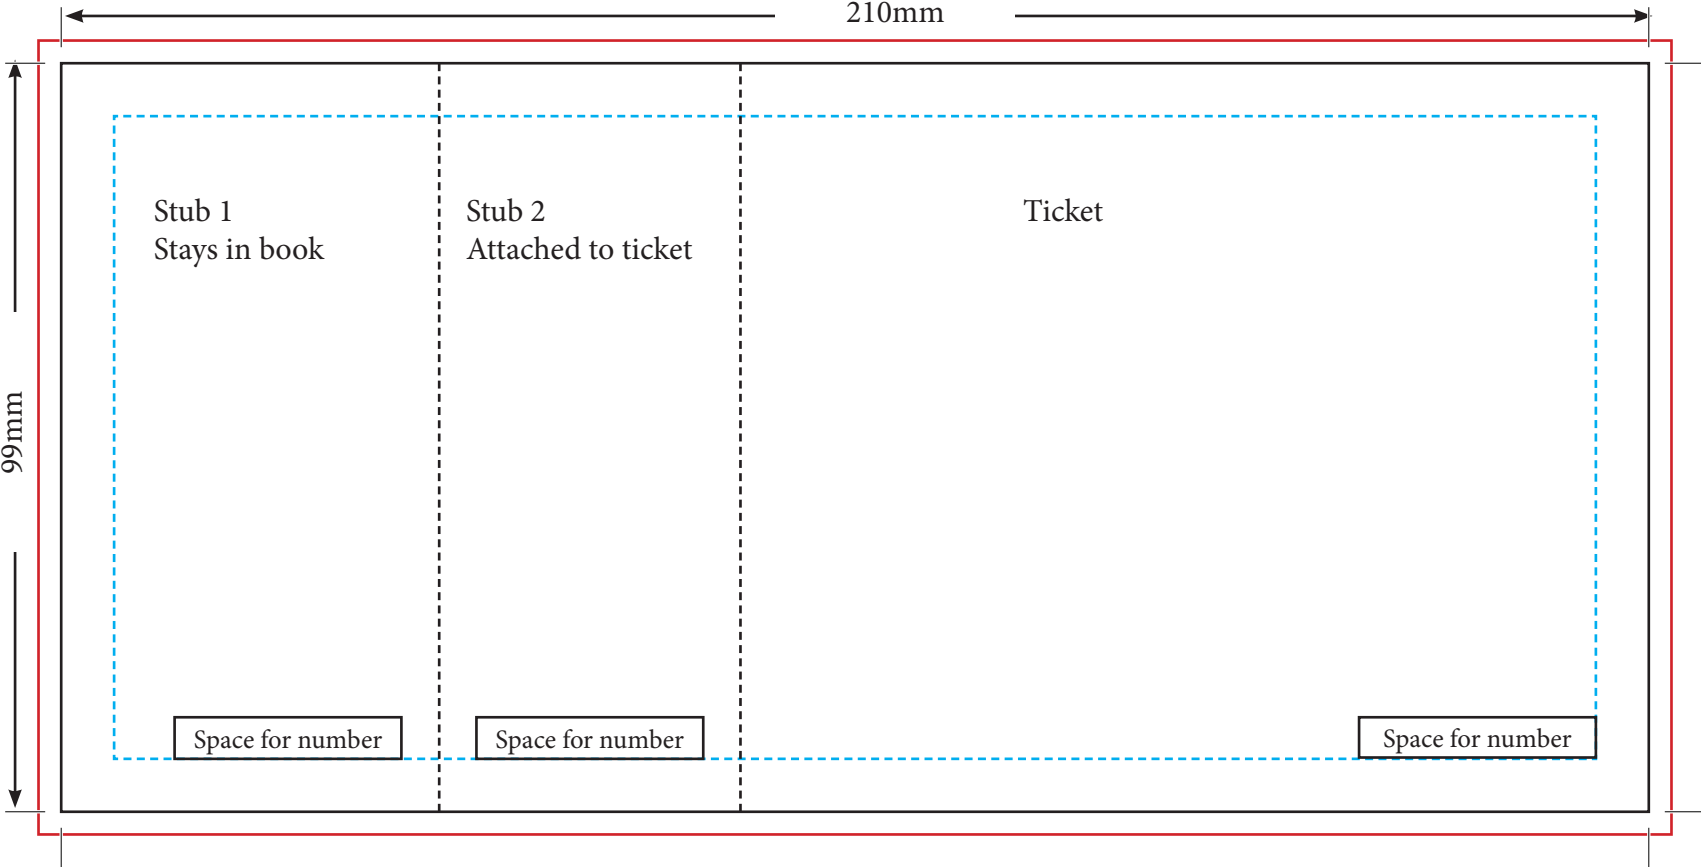 210mm
99mm
Stub 1
Stays in book
Stub 2
Attached to ticket
Ticket
Space for number
Space for number
Space for number